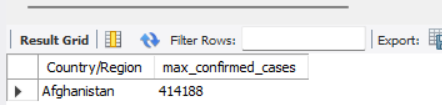 Result Grid Filter Rows: Export:
Country/Region max_confirmed_cases
Afghanistan 414188